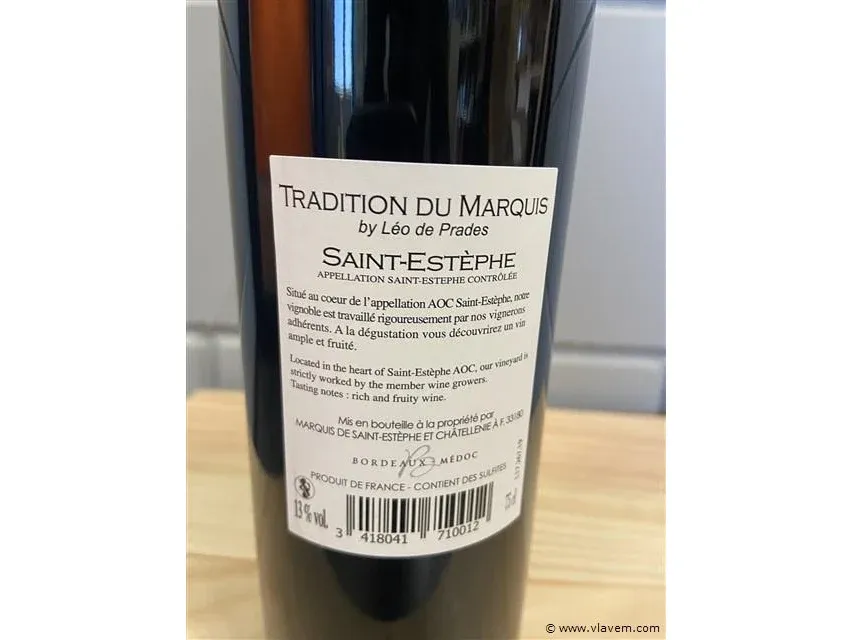 TRADITION DU MARQUIS
by Léo de Prades
SAINT-ESTÈPHE
APPELLATION SAINT-ESTEPHE CONTRÔLÉE
Situé au coeur de l'appellation AOC Saint-Estèphe, notre
vignoble est travaillé rigoureusement par nos vignerons
adhérents. A la dégustation vous découvrirez un vin
ample et fruité.
Located in the heart of Saint-Estèphe AOC, our vineyard is
strictly worked by the member wine growers.
Tasting notes : rich and fruity wine.
Mis en bouteille à la propriété par
MARQUIS DE SAINT-ESTÈPHE ET CHÂTELLENIE À F. 33180
BORDEAUX - MÉDOC
PRODUIT DE FRANCE - CONTIENT DES SULFITES
13 % vol.
75 cl
3 418041 710012
© www.vlavem.com